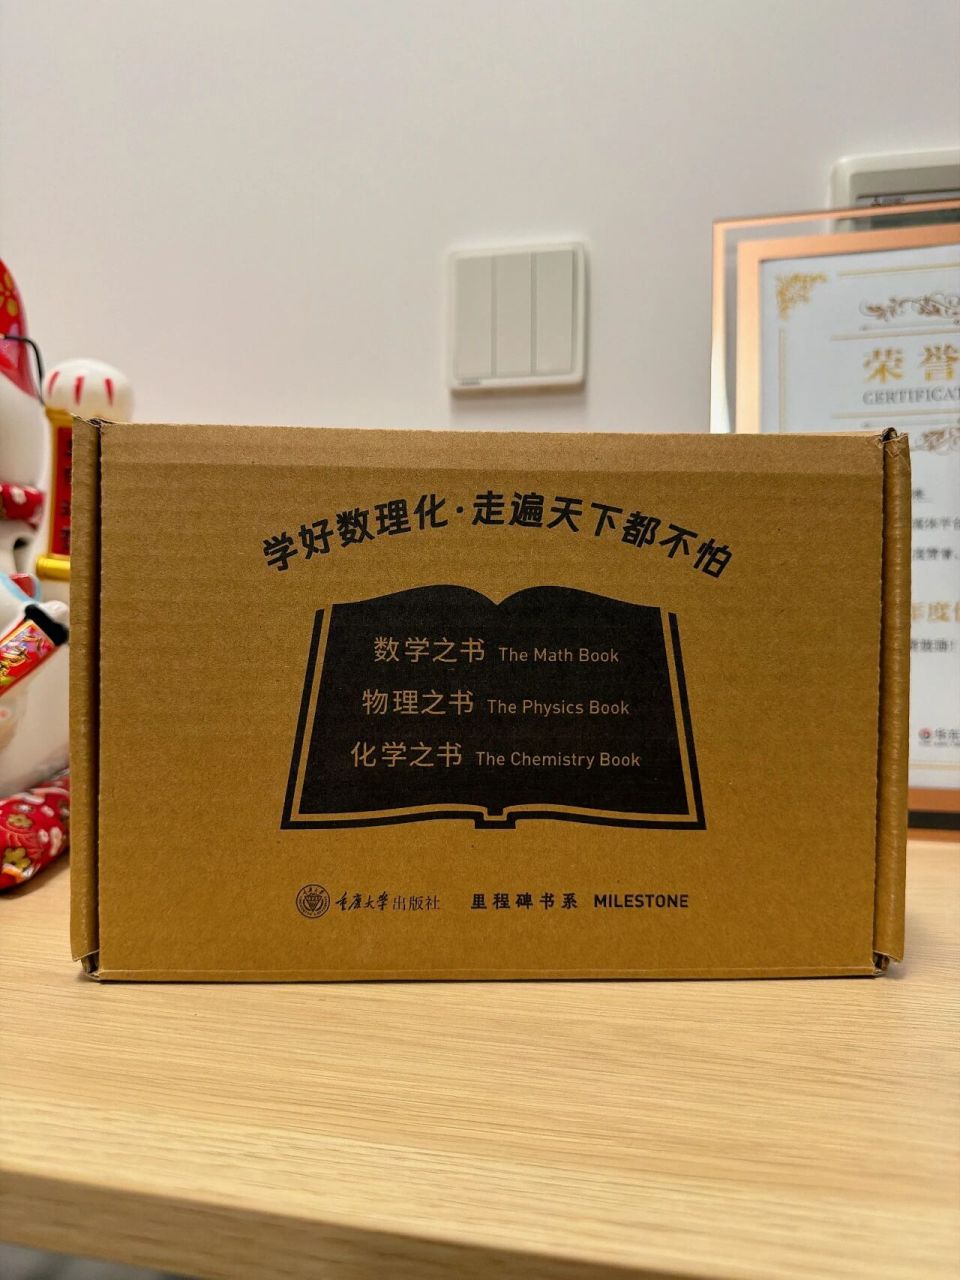 学好数理化·走遍天下都不怕
数学之书 The Math Book
物理之书 The Physics Book
化学之书 The Chemistry Book
重庆大学出版社 里程碑书系 MILESTONE
荣誉
CERTIFICAT
年度